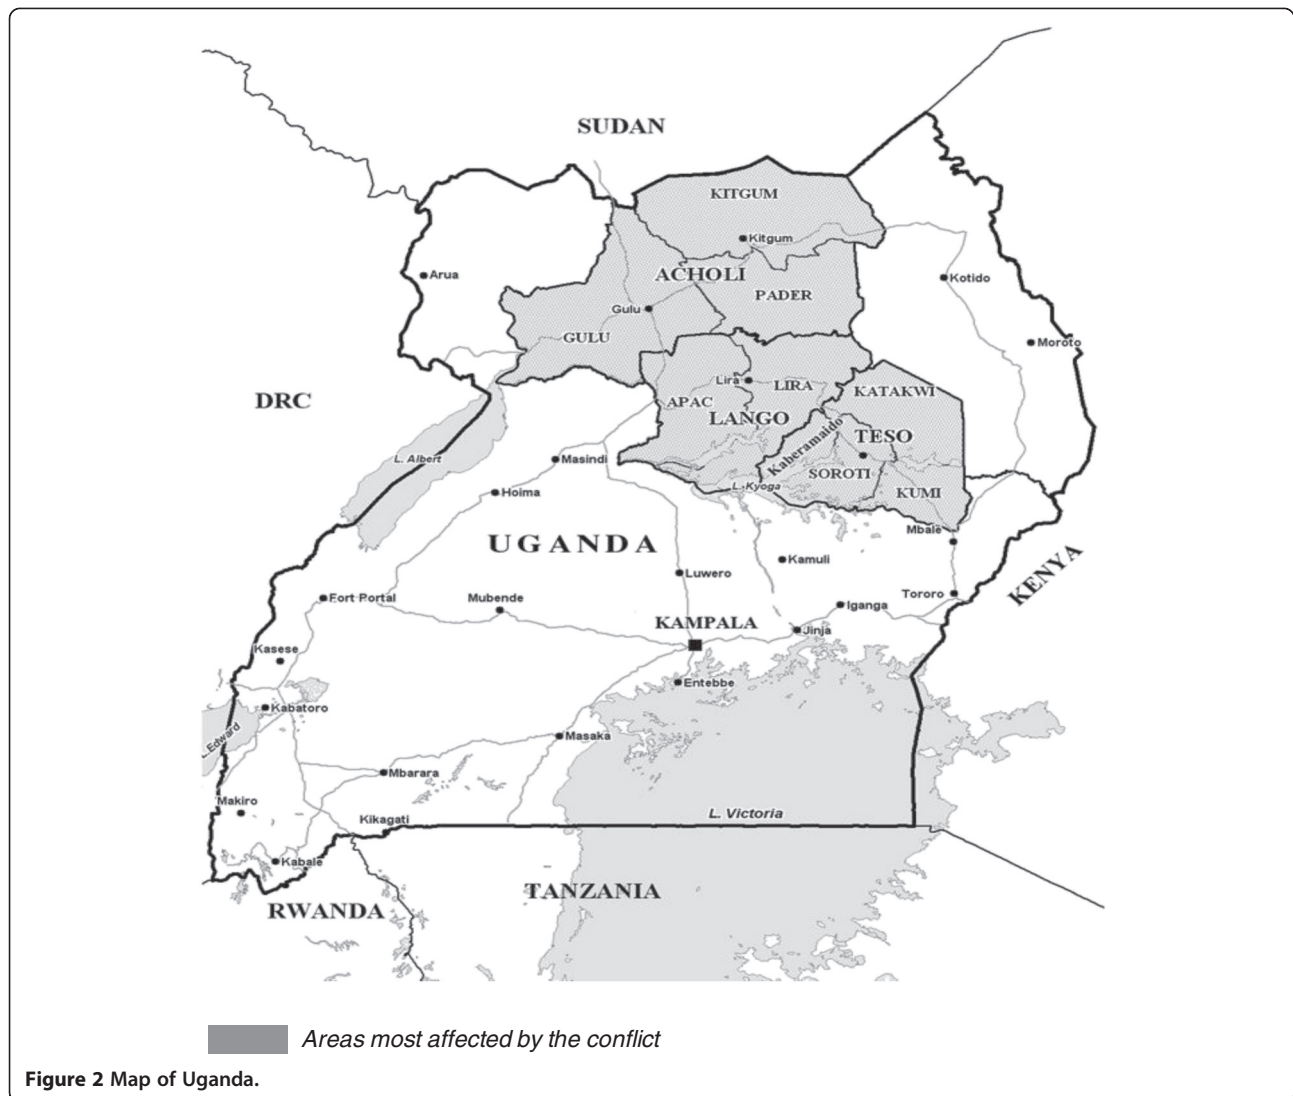 SUDAN
KITGUM
Kitgum
ACHOLI
Arua
Kotido
PADER
Gulu
GULU
Moroto
Lira
LIRA
KATAKWI
DRC
APAC
LANGO
Kaberamaido
TESO
L. Albert
Masindi
SOROTI
L. Kyoga
KUMI
Hoima
Mbale
UGANDA
Kamuli
KENYA
Luwero
Fort Portal
Mubende
Tororo
Iganga
KAMPALA
Jinja
Kasese
Entebbe
Kabatoro
L.Edward
Masaka
Mbarara
Makiro
Kikagati
L. Victoria
Kabale
TANZANIA
RWANDA
Areas most affected by the conflict
Figure 2 Map of Uganda.